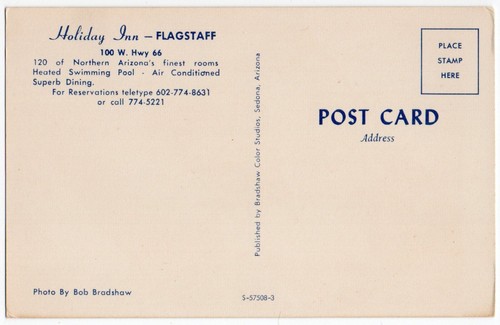 Holiday Inn – FLAGSTAFF
100 W. Hwy 66
120 of Northern Arizona's finest rooms
Heated Swimming Pool - Air Conditioned
Superb Dining.
For Reservations teletype 602-774-8631
or call 774-5221
Photo By Bob Bradshaw
Published by Bradshaw Color Studios, Sedona, Arizona
S-57508-3
PLACE
STAMP
HERE
POST CARD
Address